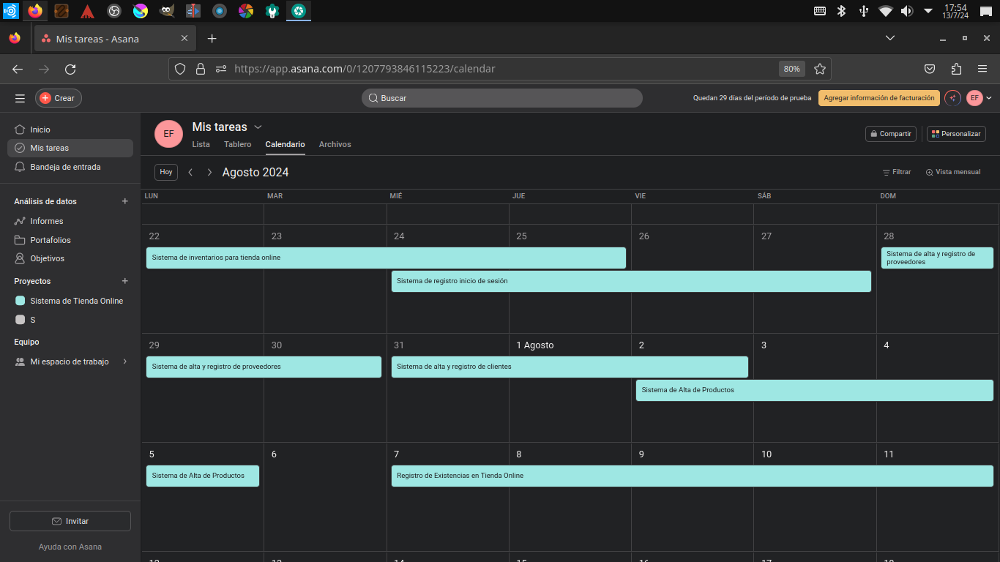 17:54
13/7/24
Mis tareas - Asana
https://app.asana.com/0/1207793846115223/calendar
80%
Crear
Buscar
Quedan 29 días del período de prueba
Agregar información de facturación
EF
Inicio
Mis tareas
Bandeja de entrada
Análisis de datos
Informes
Portafolios
Objetivos
Proyectos
Sistema de Tienda Online
S
Equipo
Mi espacio de trabajo
Invitar
Ayuda con Asana
EF
Mis tareas
Lista Tablero Calendario Archivos
Compartir
Personalizar
Hoy
Agosto 2024
Filtrar
Vista mensual
LUN MAR MIÉ JUE VIE SÁB DOM
22 23 24 25 26 27 28
Sistema de inventarios para tienda online
Sistema de alta y registro de
proveedores
Sistema de registro inicio de sesión
29 30 31 1 Agosto 2 3 4
Sistema de alta y registro de proveedores
Sistema de alta y registro de clientes
Sistema de Alta de Productos
5 6 7 8 9 10 11
Sistema de Alta de Productos
Registro de Existencias en Tienda Online